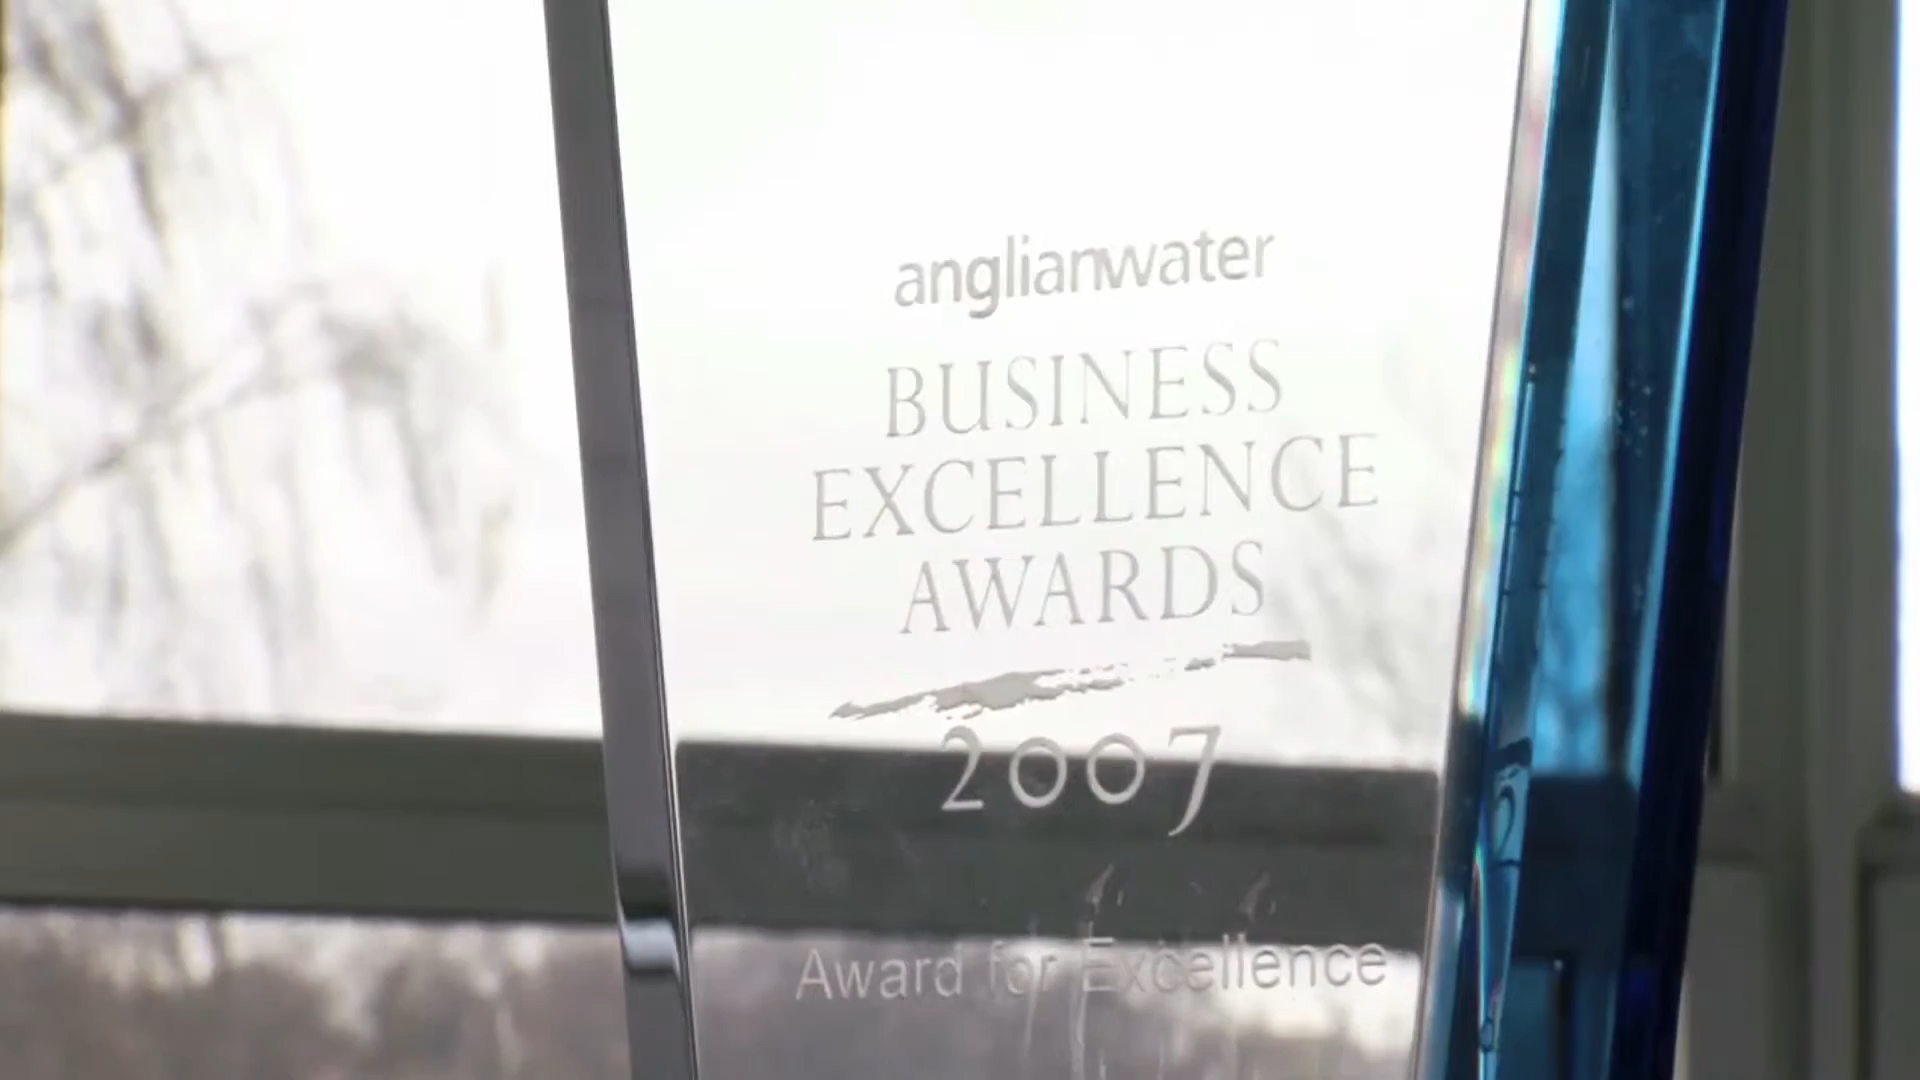 anglianwater
BUSINESS
EXCELLENCE
AWARDS
2007
Award for Excellence